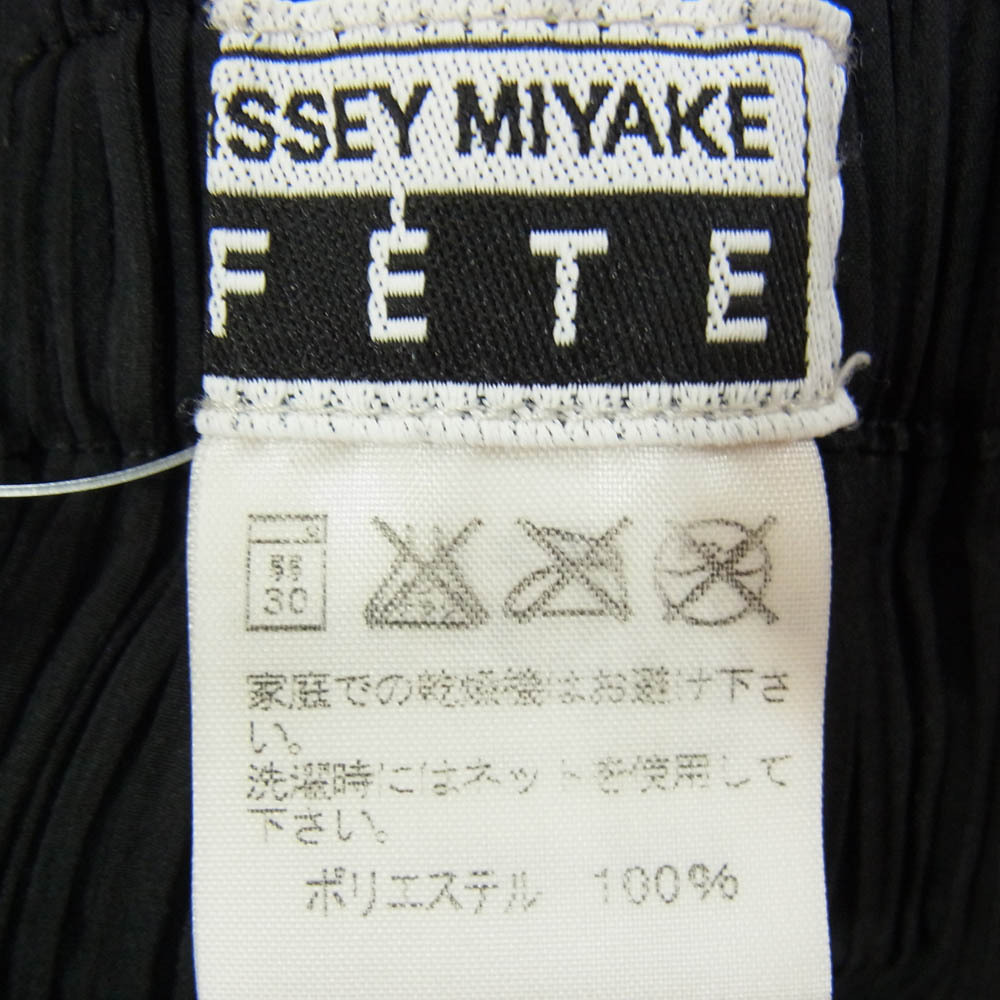 ISSEY MIYAKE
FÊTE
弱
30
家庭での乾燥機はお避け下さ
い。
洗濯時にはネットを使用して
下さい。
ポリエステル 100%